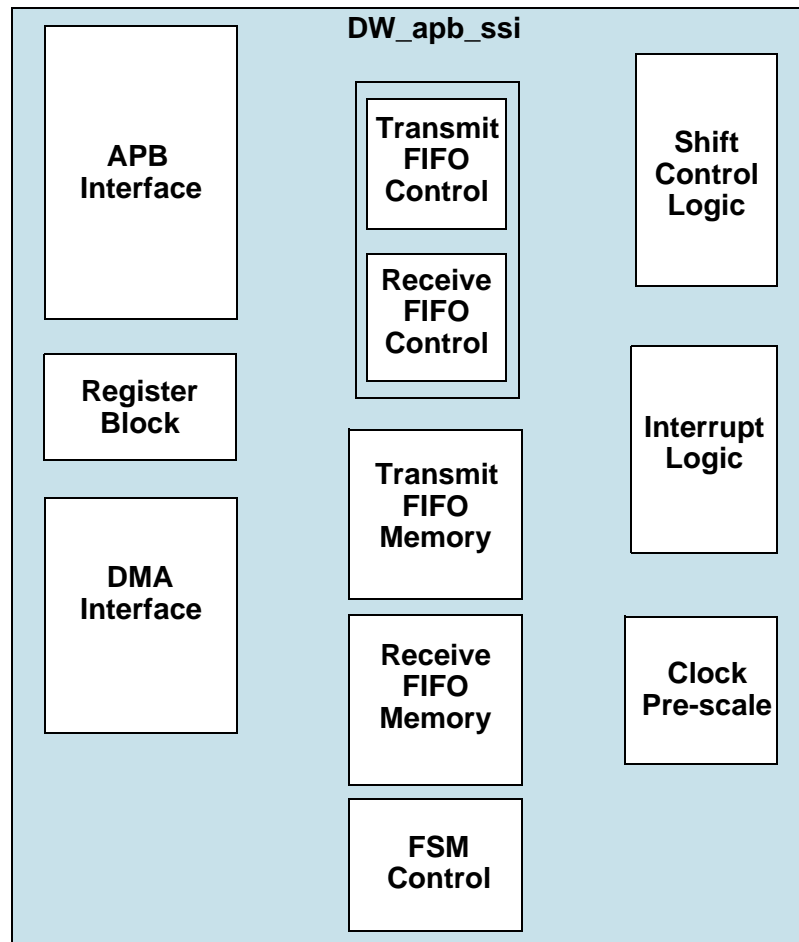 DW_apb_ssi
APB
Interface
Register
Block
DMA
Interface
Transmit
FIFO
Control
Receive
FIFO
Control
Transmit
FIFO
Memory
Receive
FIFO
Memory
FSM
Control
Shift
Control
Logic
Interrupt
Logic
Clock
Pre-scale